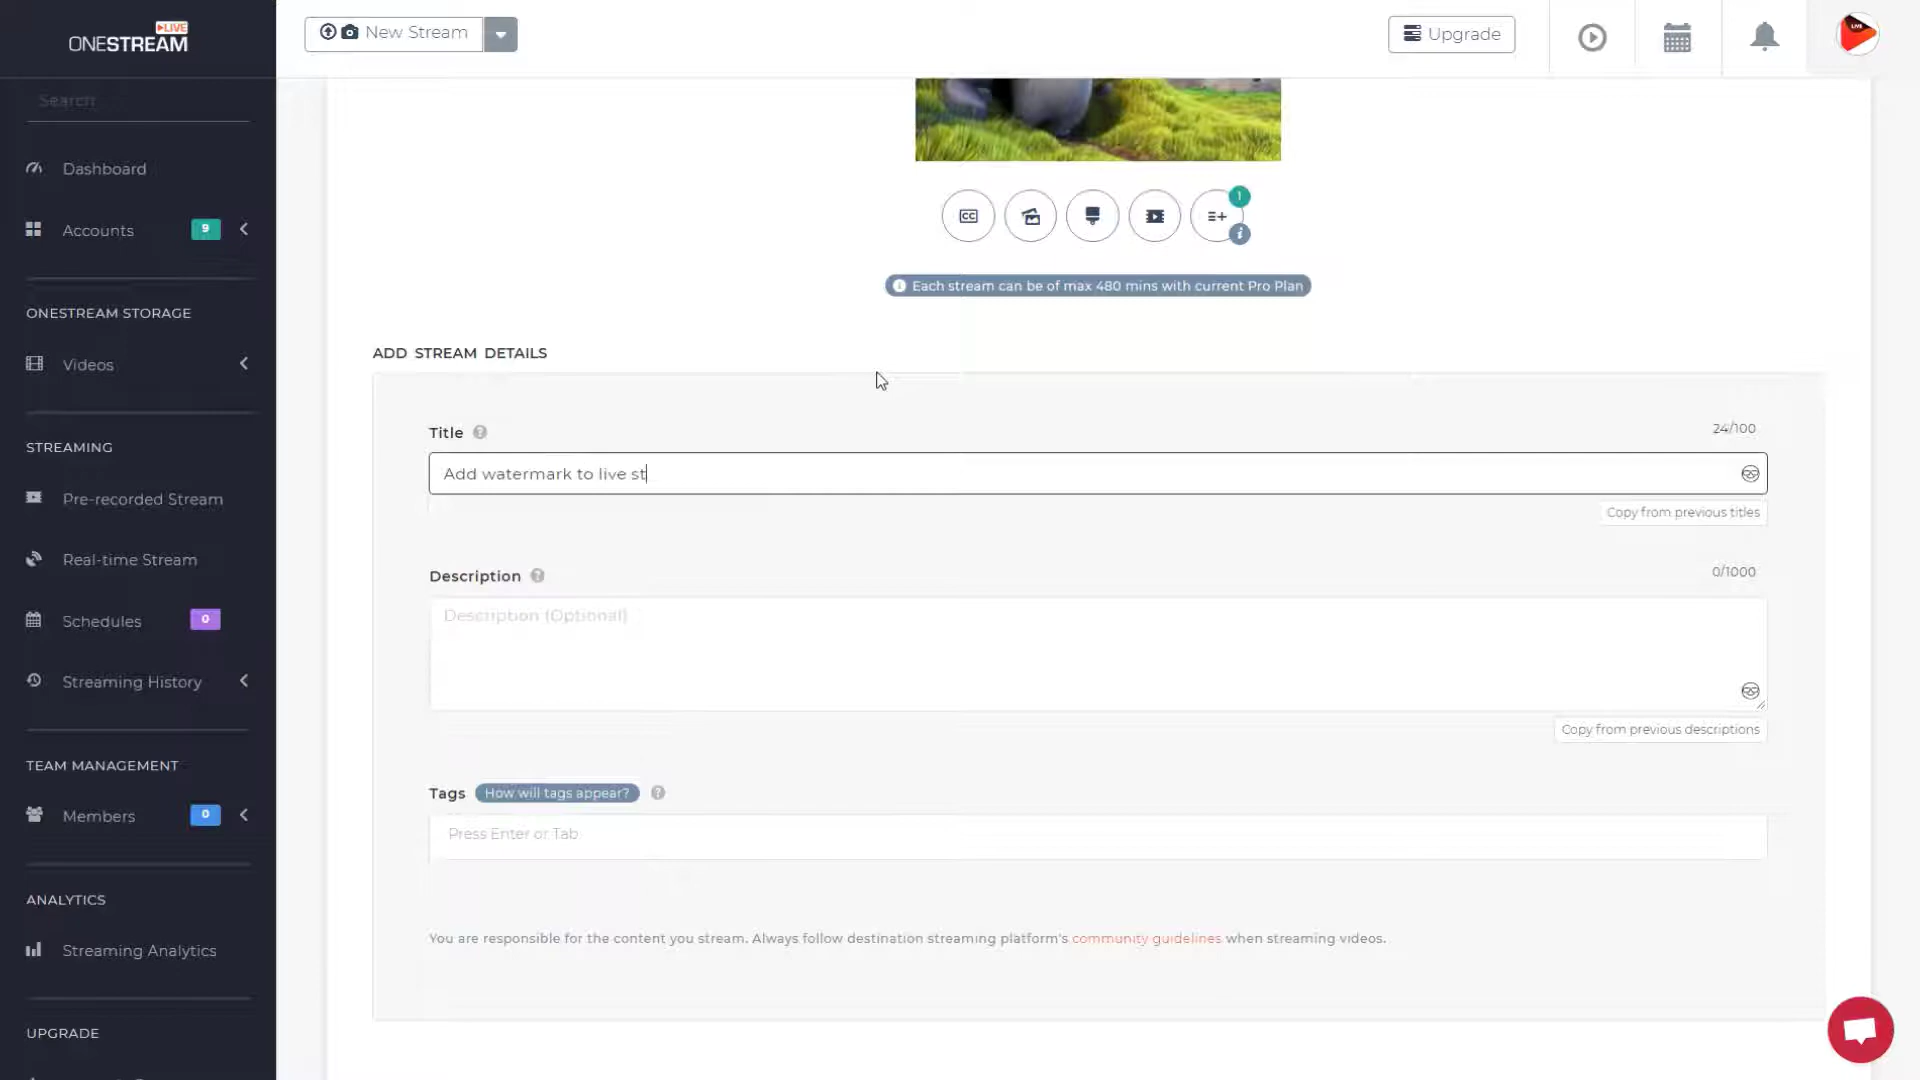 LIVE
ONESTREAM
New Stream
Upgrade
LIVE
Search
Dashboard
Accounts 9
ONESTREAM STORAGE
Videos
STREAMING
Pre-recorded Stream
Real-time Stream
Schedules 0
Streaming History
TEAM MANAGEMENT
Members 0
ANALYTICS
Streaming Analytics
UPGRADE
CC
1
Each stream can be of max 480 mins with current Pro Plan
ADD STREAM DETAILS
Title ?
24/100
Add watermark to live st
Copy from previous titles
Description ?
0/1000
Description (Optional)
Copy from previous descriptions
Tags How will tags appear? ?
Press Enter or Tab
You are responsible for the content you stream. Always follow destination streaming platform's community guidelines when streaming videos.